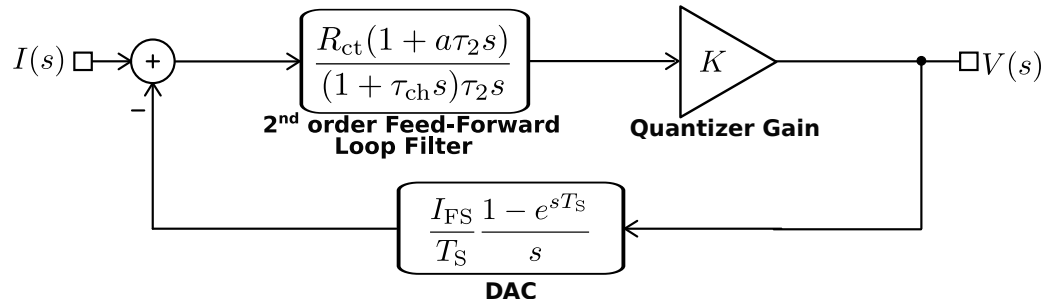 I(s)
+
−
R_ct(1 + aτ_2 s)
(1 + τ_ch s)τ_2 s
2nd order Feed-Forward
Loop Filter
K
Quantizer Gain
V(s)
I_FS 1 − e^{sT_S}
T_S s
DAC